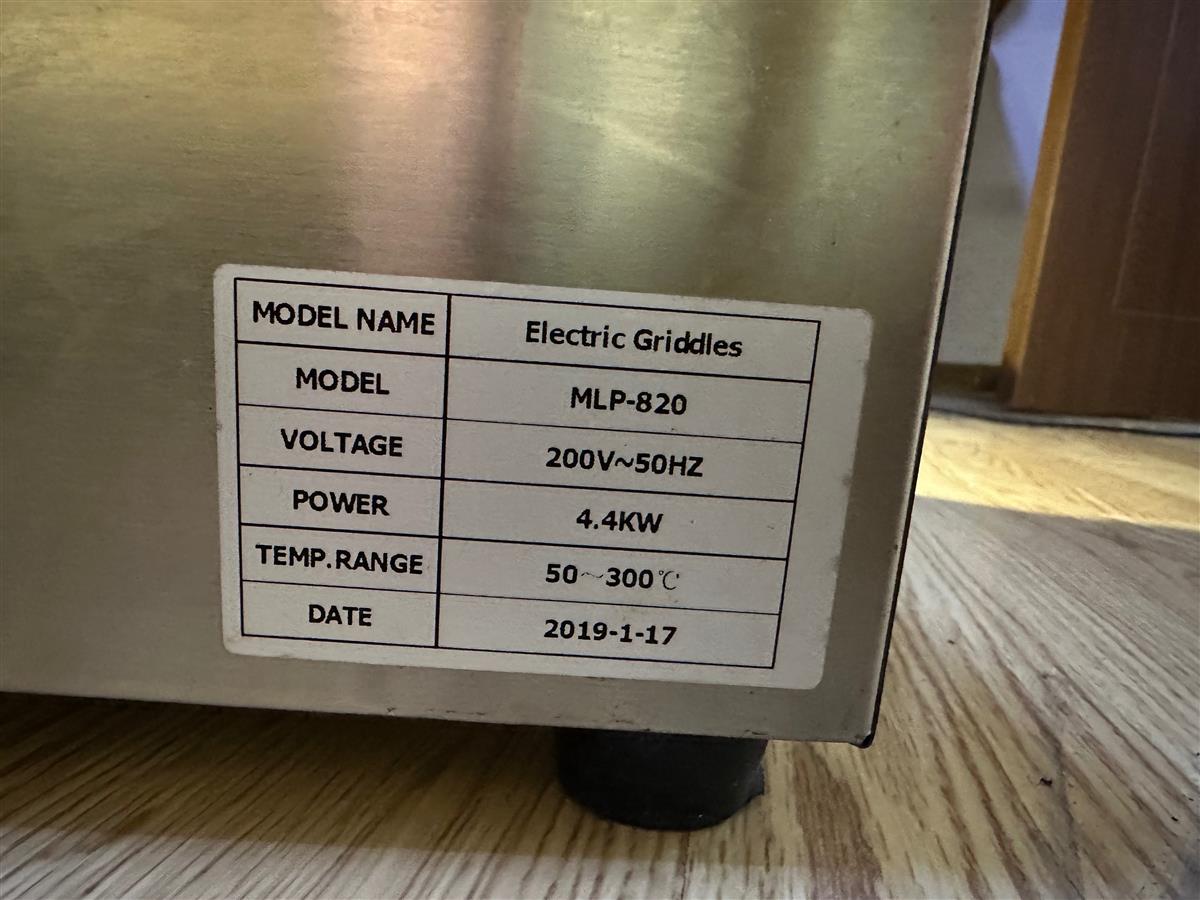 MODEL NAME Electric Griddles
MODEL MLP-820
VOLTAGE 200V~50HZ
POWER 4.4KW
TEMP.RANGE 50~300℃
DATE 2019-1-17